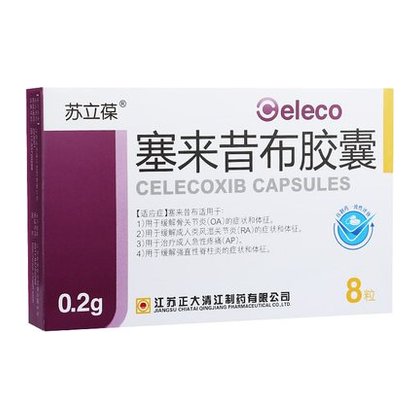 苏立葆®
Celeco
塞来昔布胶囊
CELECOXIB CAPSULES
【适应症】塞来昔布适用于:
1)用于缓解骨关节炎(OA)的症状和体征。
2)用于缓解成人类风湿关节炎(RA)的症状和体征。
3)用于治疗成人急性疼痛(AP)。
4)用于缓解强直性脊柱炎的症状和体征。
0.2g
江苏正大清江制药有限公司
JIANGSU CHIATAI QINGJIANG PHARMACEUTICAL CO.,LTD.
8粒